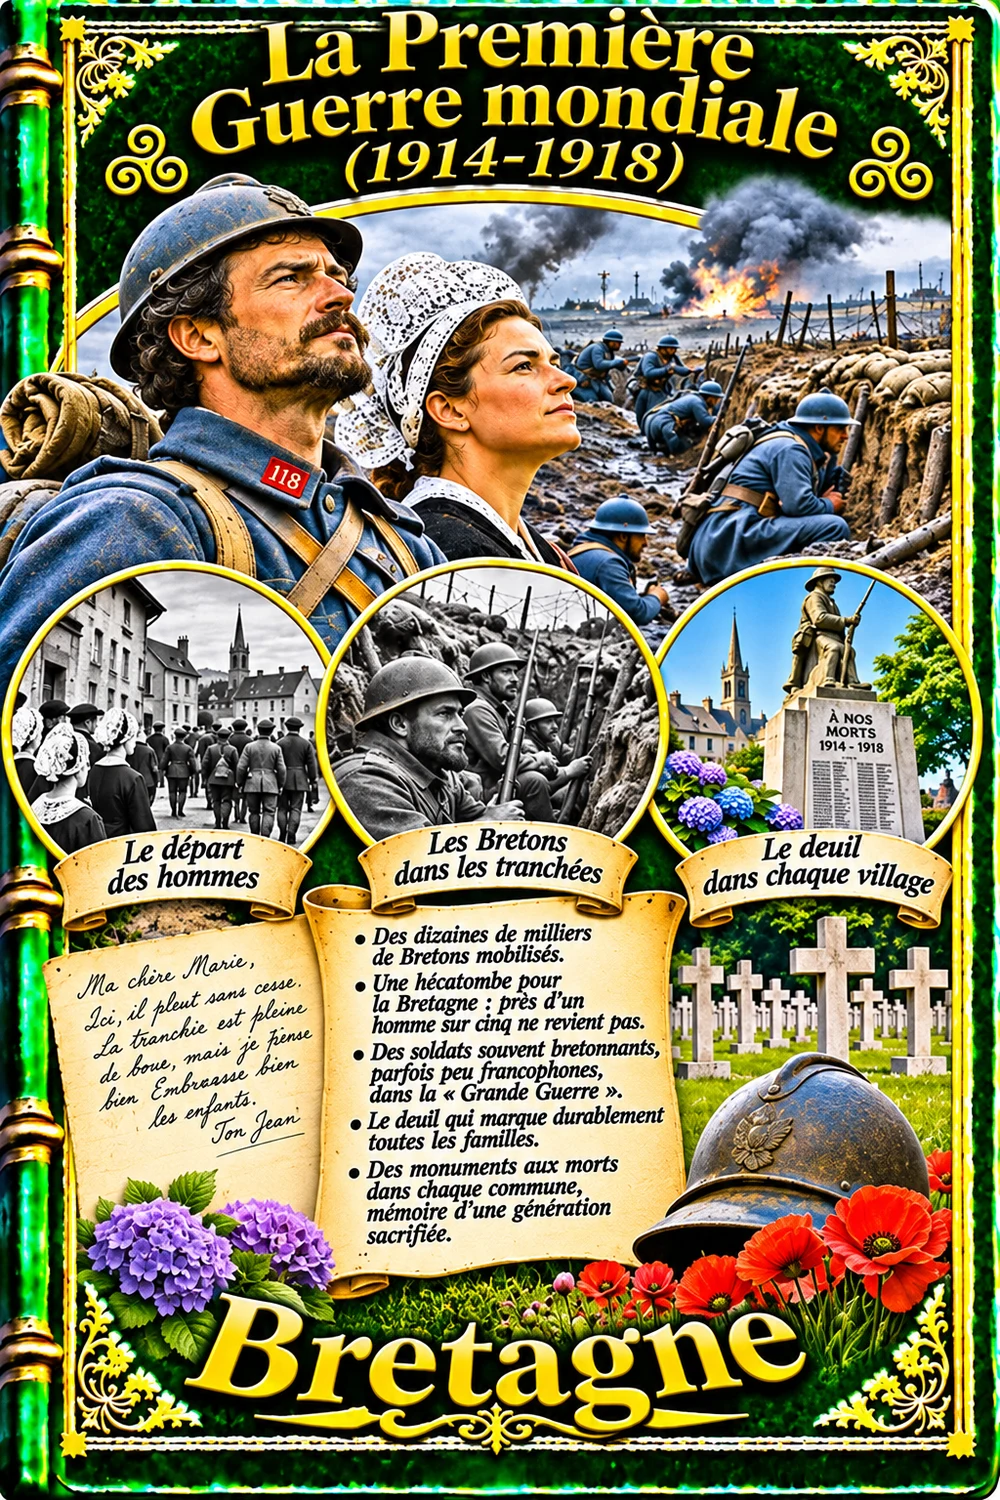 La Première
Guerre mondiale
(1914-1918)
118
À NOS
MORTS
1914 - 1918
Le départ
des hommes
Les Bretons
dans les tranchées
Le deuil
dans chaque village
Ma chère Marie,
Ici, il pleut sans cesse.
La tranchie est pleine
de boue, mais je pense
bien Embraasse bien
les enfants.
Ton Jean
• Des dizaines de milliers
de Bretons mobilisés.
• Une hécatombe pour
la Bretagne : près d'un
homme sur cinq ne revient pas.
• Des soldats souvent bretonnants,
parfois peu francophones,
dans la « Grande Guerre ».
• Le deuil qui marque durablement
toutes les familles.
• Des monuments aux morts
dans chaque commune,
mémoire d'une génération
sacrifiée.
Bretagne